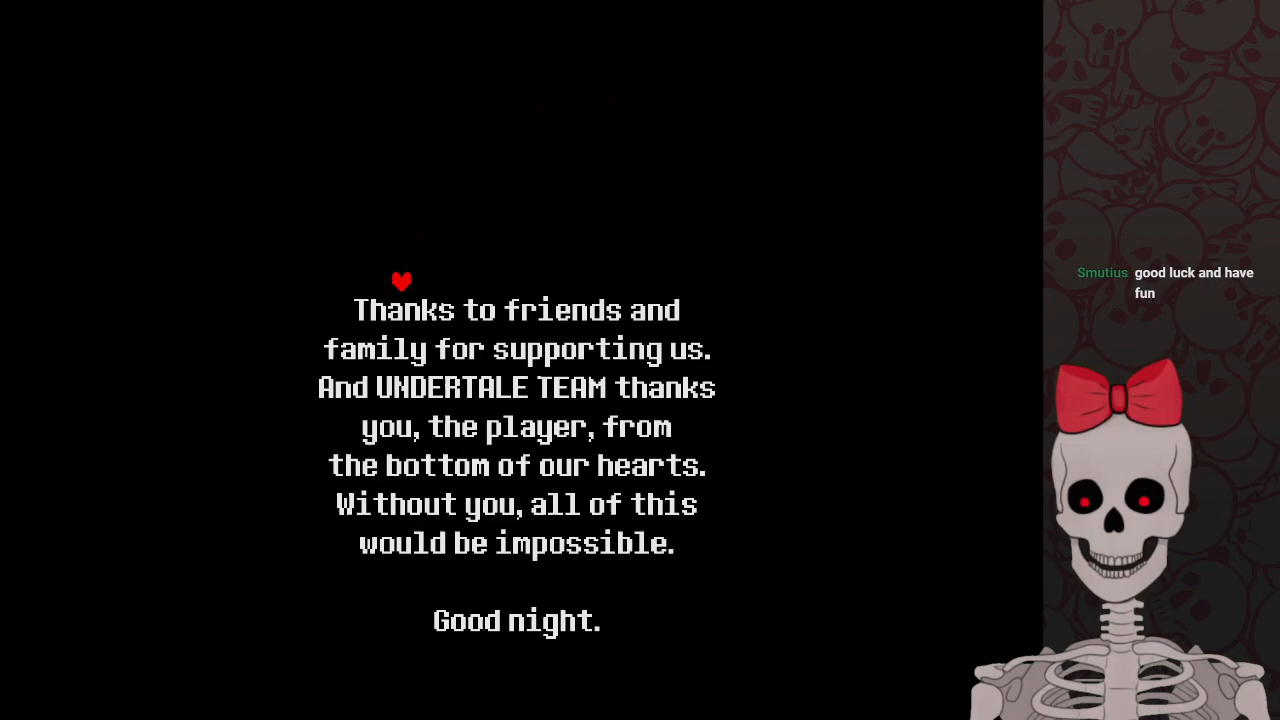 Thanks to friends and
family for supporting us.
And UNDERTALE TEAM thanks
you, the player, from
the bottom of our hearts.
Without you, all of this
would be impossible.
Good night.
Smutius good luck and have
fun